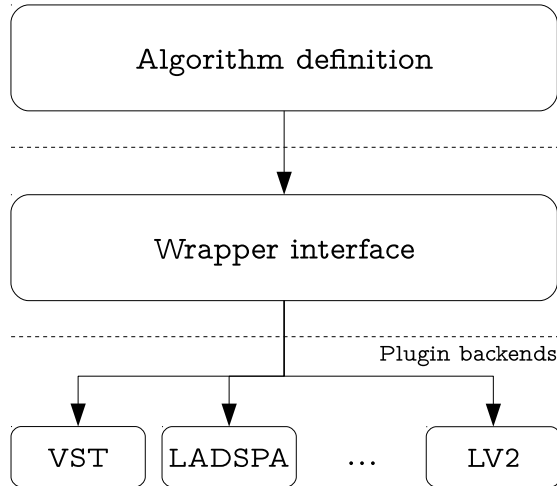 Algorithm definition
Wrapper interface
Plugin backends
VST LADSPA ... LV2